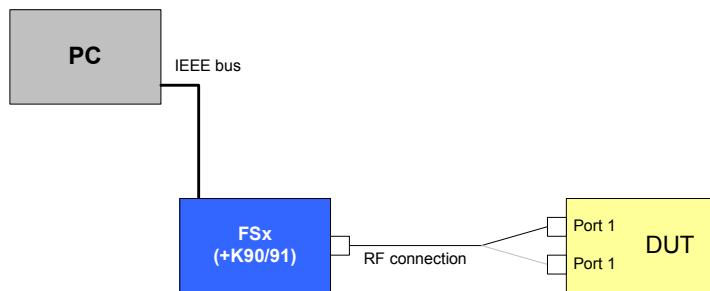 PC
IEEE bus
FSx
(+K90/91)
RF connection
Port 1
Port 1
DUT